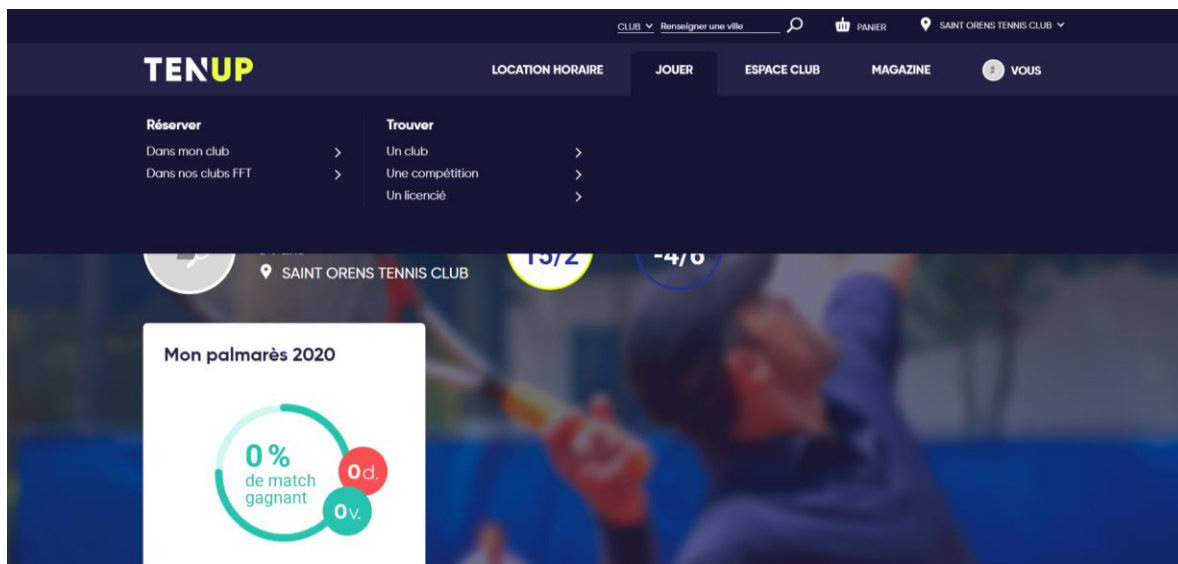 CLUB Renseigner une ville PANIER SAINT ORENS TENNIS CLUB
TENUP LOCATION HORAIRE JOUER ESPACE CLUB MAGAZINE VOUS
Réserver Trouver
Dans mon club Un club
Dans nos clubs FFT Une compétition
Un licencié
15/2 -4/6
SAINT ORENS TENNIS CLUB
Mon palmarès 2020
0 %
de match
gagnant
0 d.
0 v.